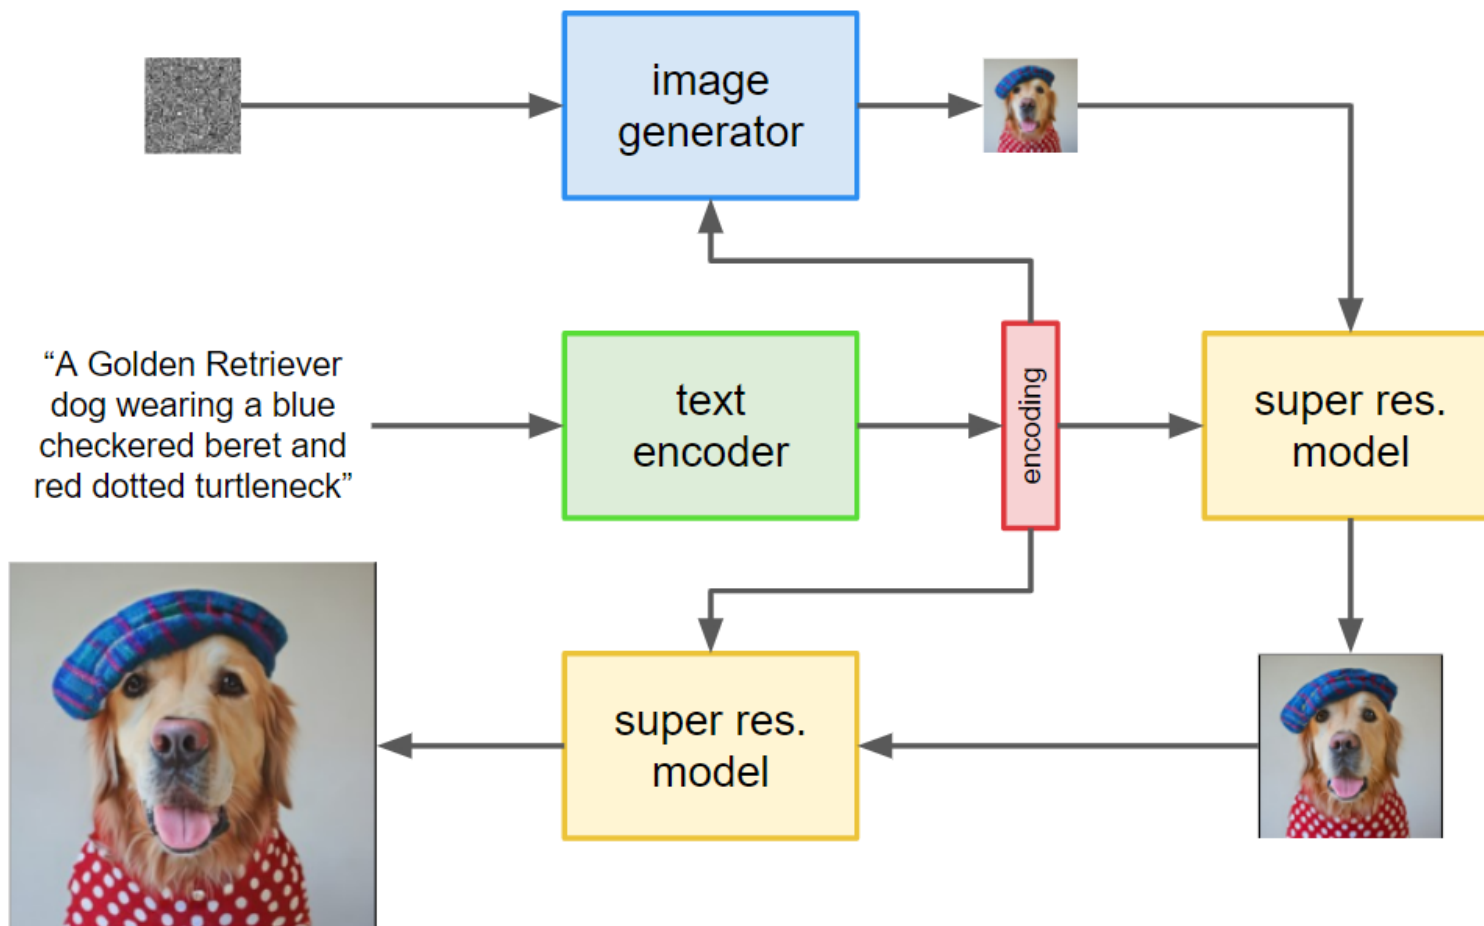 image
generator
“A Golden Retriever
dog wearing a blue
checkered beret and
red dotted turtleneck”
text
encoder
encoding
super res.
model
super res.
model